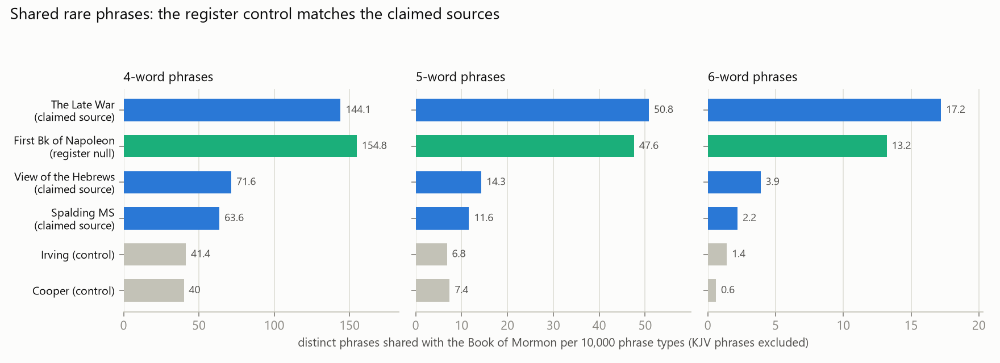 Shared rare phrases: the register control matches the claimed sources
4-word phrases
5-word phrases
6-word phrases
The Late War
(claimed source)
144.1
50.8
17.2
First Bk of Napoleon
(register null)
154.8
47.6
13.2
View of the Hebrews
(claimed source)
71.6
14.3
3.9
Spalding MS
(claimed source)
63.6
11.6
2.2
Irving (control)
41.4
6.8
1.4
Cooper (control)
40
7.4
0.6
0 50 100 150
0 10 20 30 40 50
0 5 10 15 20
distinct phrases shared with the Book of Mormon per 10,000 phrase types (KJV phrases excluded)